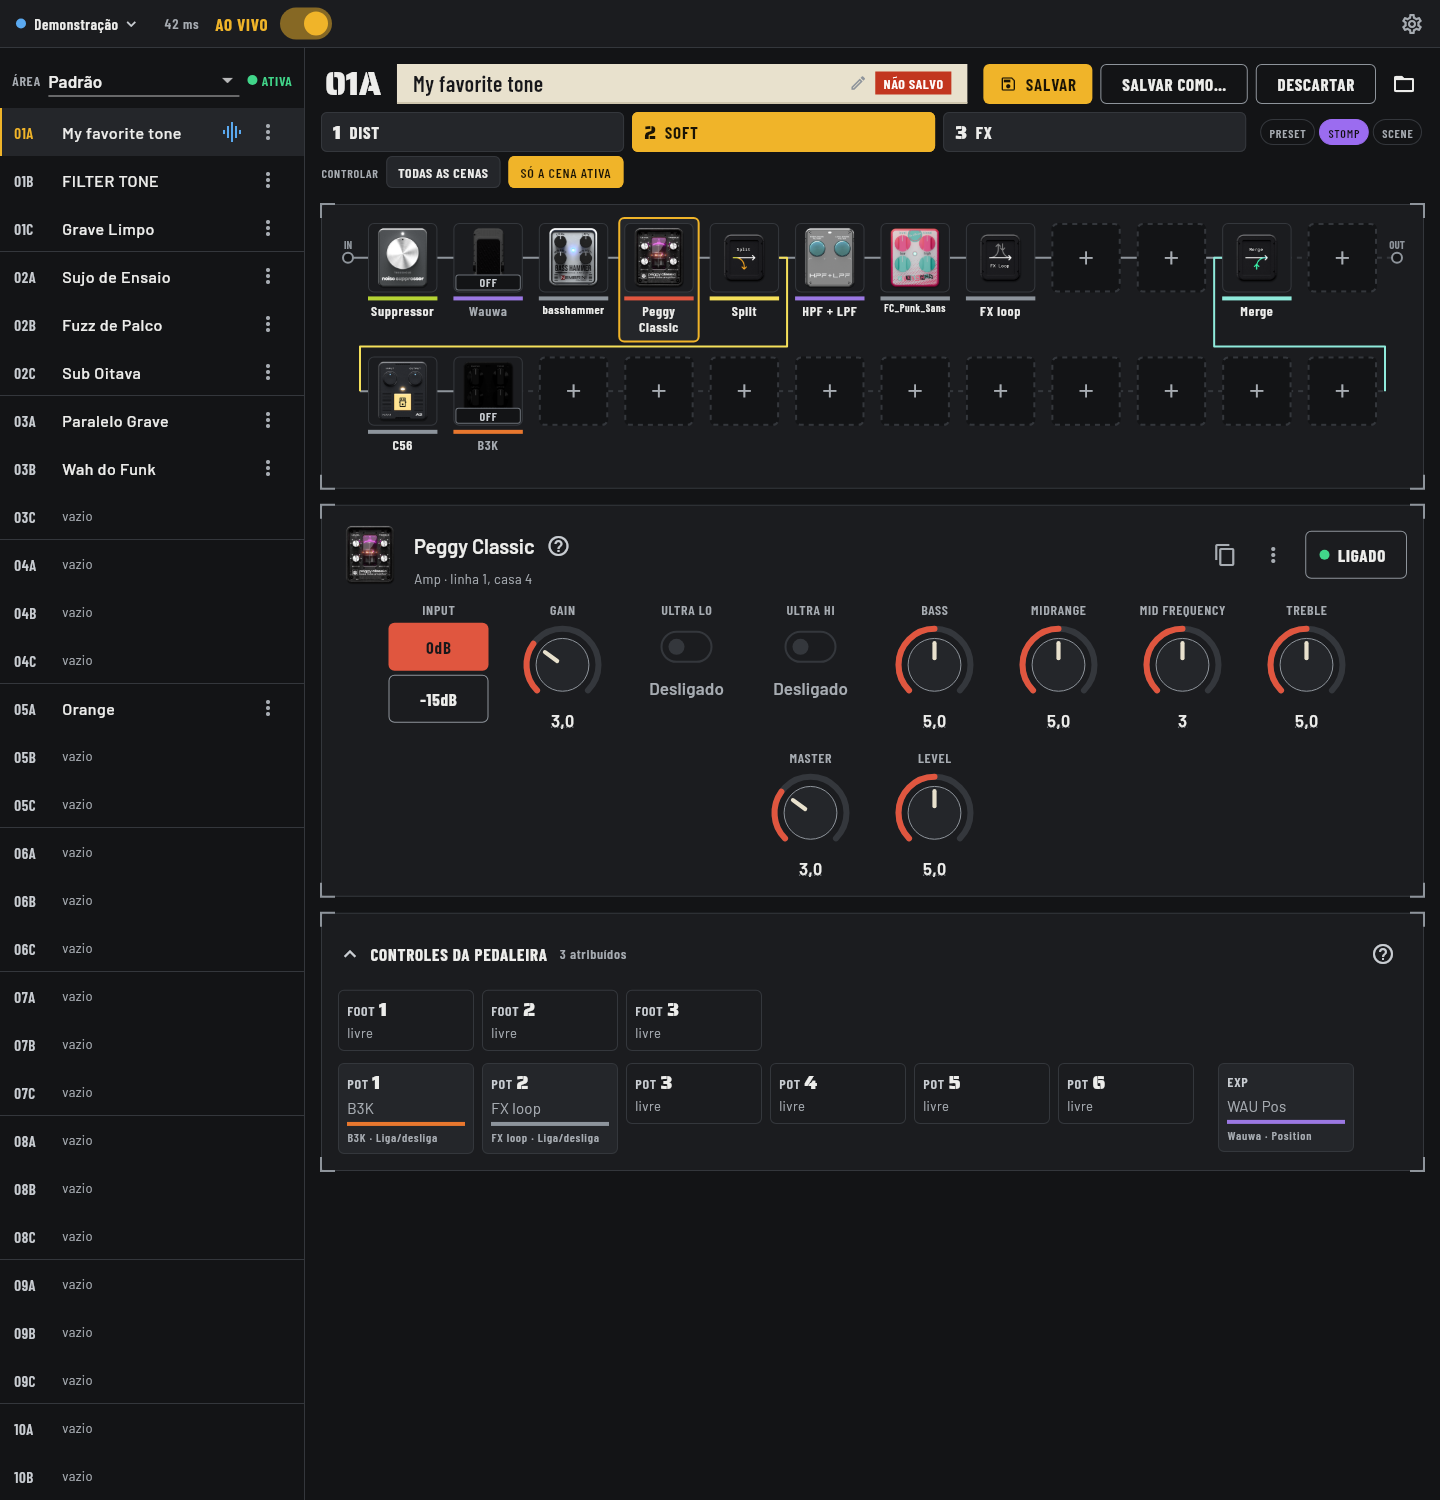 Demonstração 42 ms AO VIVO
ÁREA Padrão ATIVA
01A My favorite tone
01B FILTER TONE
01C Grave Limpo
02A Sujo de Ensaio
02B Fuzz de Palco
02C Sub Oitava
03A Paralelo Grave
03B Wah do Funk
03C vazio
04A vazio
04B vazio
04C vazio
05A Orange
05B vazio
05C vazio
06A vazio
06B vazio
06C vazio
07A vazio
07B vazio
07C vazio
08A vazio
08B vazio
08C vazio
09A vazio
09B vazio
09C vazio
10A vazio
10B vazio
01A My favorite tone NÃO SALVO SALVAR SALVAR COMO... DESCARTAR
1 DIST 2 SOFT 3 FX PRESET STOMP SCENE
CONTROLAR TODAS AS CENAS SÓ A CENA ATIVA
IN OUT
Split FX Loop Merge
OFF
Suppressor Wauwa basshammer Peggy Classic Split HPF + LPF FC_Punk_Sans FX loop Merge
OFF
C56 B3K
Peggy Classic
Amp · linha 1, casa 4
LIGADO
INPUT GAIN ULTRA LO ULTRA HI BASS MIDRANGE MID FREQUENCY TREBLE
0dB
-15dB
Desligado Desligado
3,0 5,0 5,0 3 5,0
MASTER LEVEL
3,0 5,0
CONTROLES DA PEDALEIRA 3 atribuídos
FOOT 1 FOOT 2 FOOT 3
livre livre livre
POT 1 POT 2 POT 3 POT 4 POT 5 POT 6 EXP
B3K FX loop livre livre livre livre WAU Pos
B3K · Liga/desliga FX loop · Liga/desliga Wauwa · Position